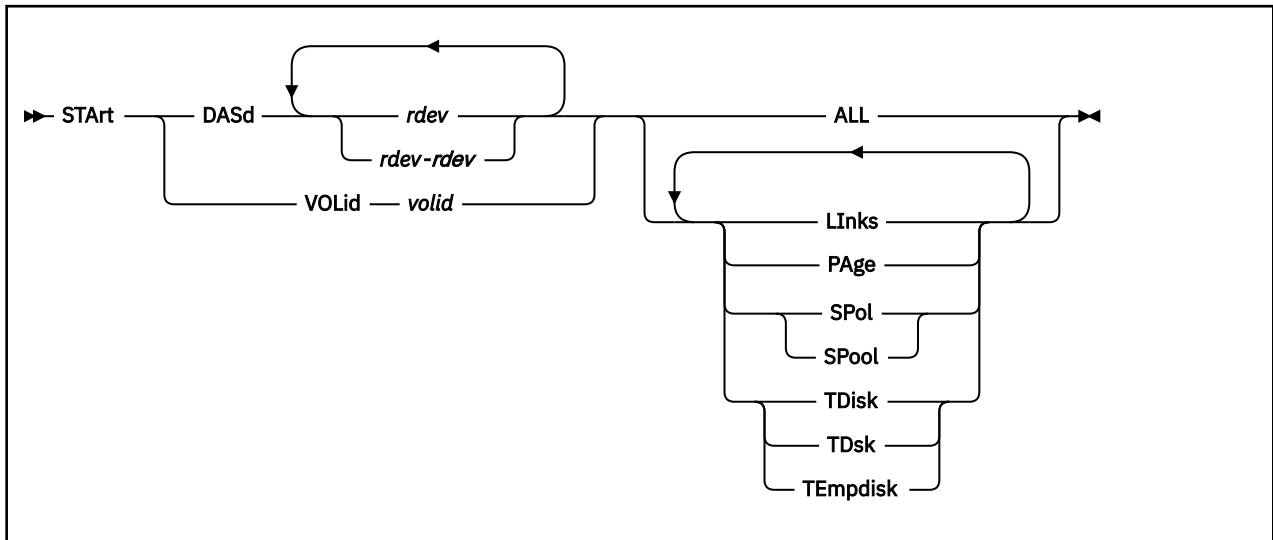 STArt DASd rdev ALL
rdev-rdev
VOLid volid
LInks
PAge
SPol
SPool
TDisk
TDsk
TEmpdisk